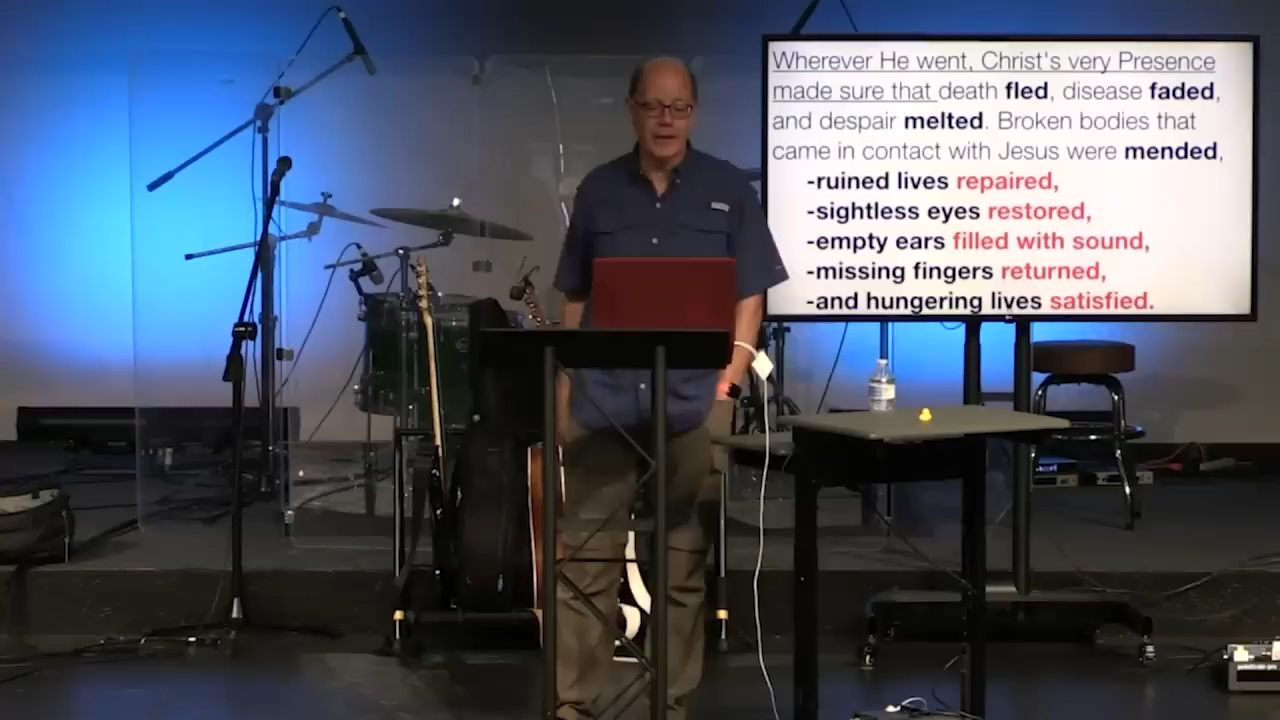 Wherever He went, Christ's very Presence
made sure that death fled, disease faded,
and despair melted. Broken bodies that
came in contact with Jesus were mended,
-ruined lives repaired,
-sightless eyes restored,
-empty ears filled with sound,
-missing fingers returned,
-and hungering lives satisfied.